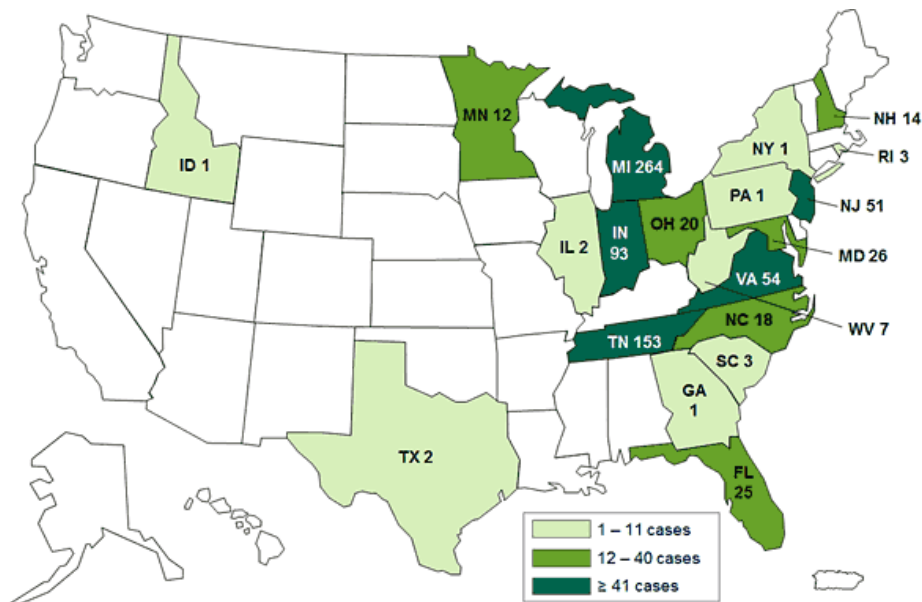 MN 12
NH 14
NY 1
RI 3
ID 1
MI 264
PA 1
NJ 51
IL 2
IN
93
OH 20
MD 26
VA 54
NC 18
WV 7
TN 153
SC 3
GA
1
TX 2
FL
25
1 – 11 cases
12 – 40 cases
≥ 41 cases